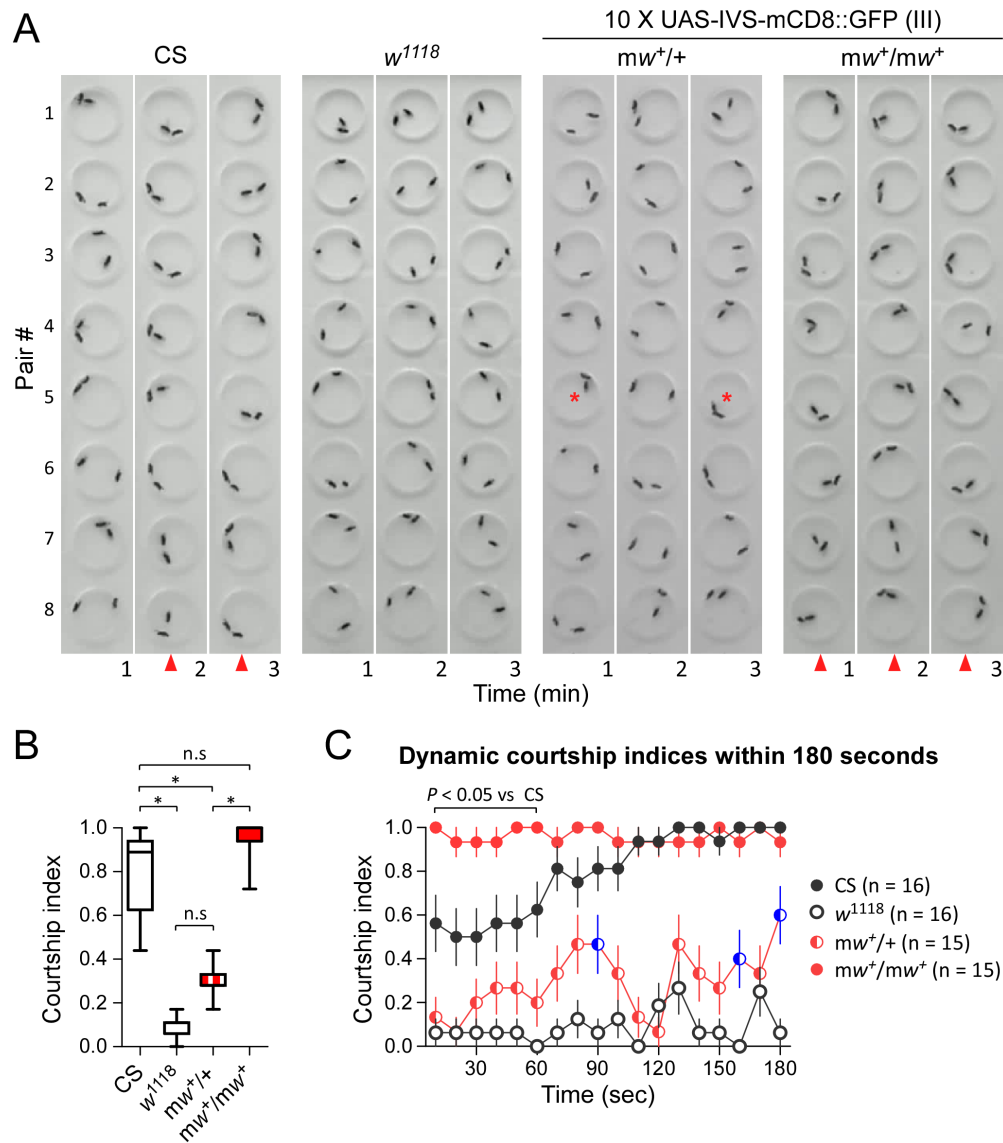 A
10 X UAS-IVS-mCD8::GFP (III)
CS
w1118
mw+/+
mw+/mw+
Pair #
1
2
3
4
5
6
7
8
* *
1 2 3 1 2 3 1 2 3 1 2 3
Time (min)
B
n.s
*
* *
n.s
Courtship index
1.0
0.8
0.6
0.4
0.2
0.0
CS
w1118
mw+/+
mw+/mw+
C
Dynamic courtship indices within 180 seconds
P < 0.05 vs CS
Courtship index
1.0
0.8
0.6
0.4
0.2
0.0
30 60 90 120 150 180
Time (sec)
CS (n = 16)
w1118 (n = 16)
mw+/+ (n = 15)
mw+/mw+ (n = 15)